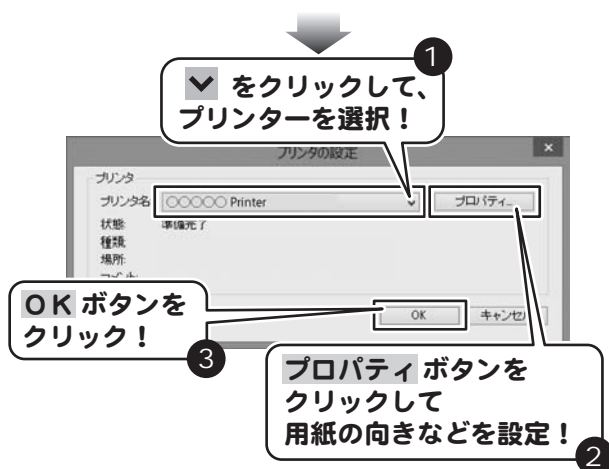 1
∨ をクリックして、
プリンターを選択！
プリンタの設定
×
プリンタ
プリンタ名
○○○○○ Printer
プロパティ...
状態:
準備完了
種類:
場所:
コメント:
OK
キャンセル
ＯＫ ボタンを
クリック！
3
プロパティ ボタンを
クリックして
用紙の向きなどを設定！
2